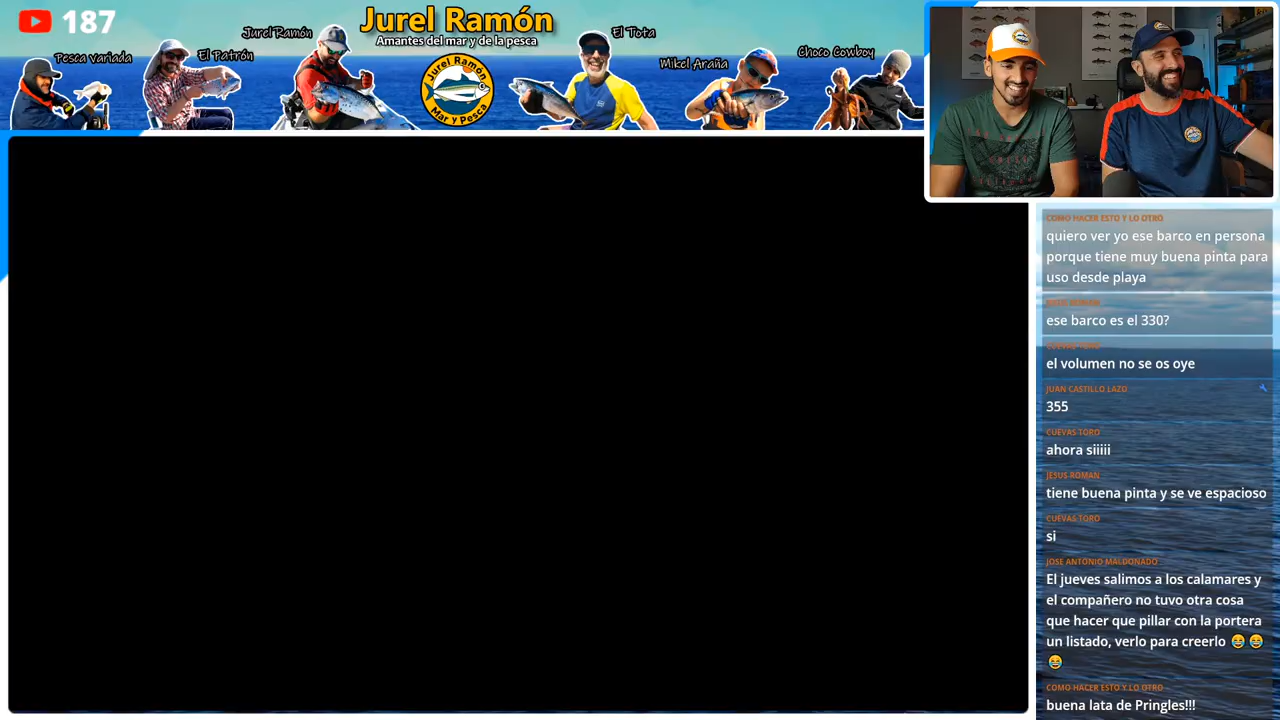 187
Jurel Ramón
Amantes del mar y de la pesca
Pesca variada
El Patrón
Jurel Ramón
El Tota
Mikel Araña
Choco Cowboy
Jurel Ramón
Mar y Pesca
COMO HACER ESTO Y LO OTRO
quiero ver yo ese barco en persona
porque tiene muy buena pinta para
uso desde playa
ese barco es el 330?
el volumen no se os oye
JUAN CASTILLO LAZO
355
CUEVAS TORO
ahora siiiii
JESUS ROMAN
tiene buena pinta y se ve espacioso
CUEVAS TORO
si
JOSE ANTONIO MALDONADO
El jueves salimos a los calamares y
el compañero no tuvo otra cosa
que hacer que pillar con la portera
un listado, verlo para creerlo 😂 😂
😂
COMO HACER ESTO Y LO OTRO
buena lata de Pringles!!!